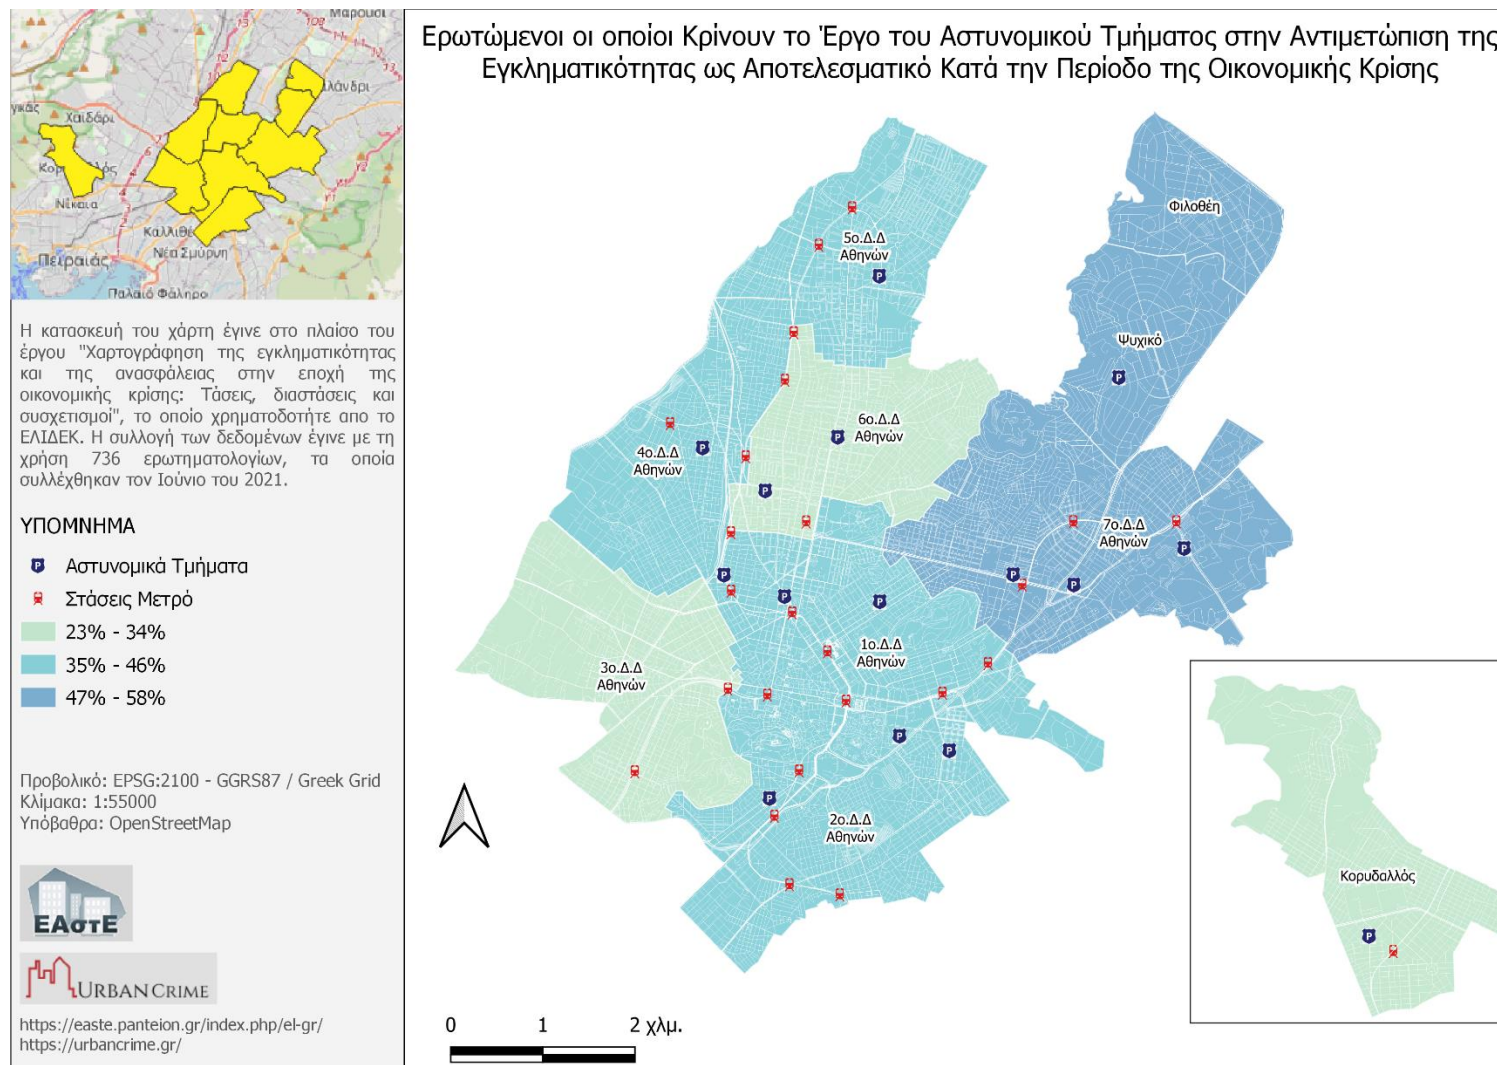 Ερωτώμενοι οι οποίοι Κρίνουν το Έργο του Αστυνομικού Τμήματος στην Αντιμετώπιση της
Εγκληματικότητας ως Αποτελεσματικό Κατά την Περίοδο της Οικονομικής Κρίσης
Μαρούσι
Χαϊδάρι
Νίκαια
Καλλιθέ
Νέα Σμύρνη
Πειραιάς
Παλαιό Φάληρο
Η κατασκευή του χάρτη έγινε στο πλαίσο του
έργου "Χαρτογράφηση της εγκληματικότητας
και της ανασφάλειας στην εποχή της
οικονομικής κρίσης: Τάσεις, διαστάσεις και
συσχετισμοί", το οποίο χρηματοδοτήτε απο το
ΕΛΙΔΕΚ. Η συλλογή των δεδομένων έγινε με τη
χρήση 736 ερωτηματολογίων, τα οποία
συλλέχθηκαν τον Ιούνιο του 2021.
ΥΠΟΜΝΗΜΑ
Αστυνομικά Τμήματα
Στάσεις Μετρό
23% - 34%
35% - 46%
47% - 58%
Προβολικό: EPSG:2100 - GGRS87 / Greek Grid
Κλίμακα: 1:55000
Υπόβαθρα: OpenStreetMap
ΕΑστΕ
URBAN CRIME
https://easte.panteion.gr/index.php/el-gr/
https://urbancrime.gr/
Φιλοθέη
5ο.Δ.Δ
Αθηνών
Ψυχικό
6ο.Δ.Δ
Αθηνών
4ο.Δ.Δ
Αθηνών
7ο.Δ.Δ
Αθηνών
1ο.Δ.Δ
Αθηνών
3ο.Δ.Δ
Αθηνών
2ο.Δ.Δ
Αθηνών
Κορυδαλλός
0 1 2 χλμ.